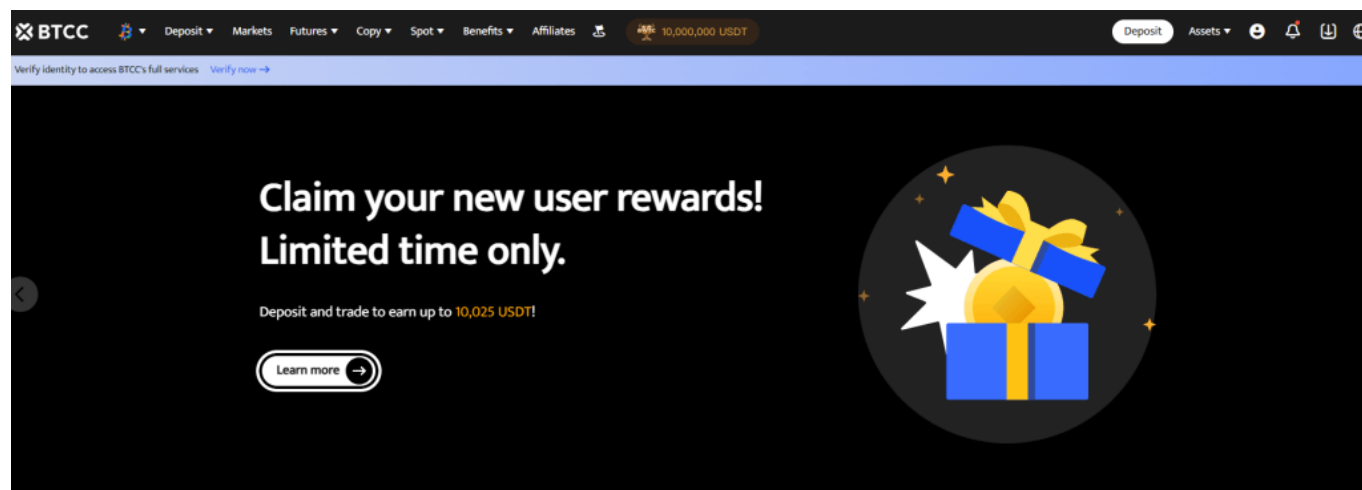 BTCC Deposit Markets Futures Copy Spot Benefits Affiliates 10,000,000 USDT Deposit Assets
Verify identity to access BTCC's full services Verify now →
Claim your new user rewards!
Limited time only.
Deposit and trade to earn up to 10,025 USDT!
Learn more →